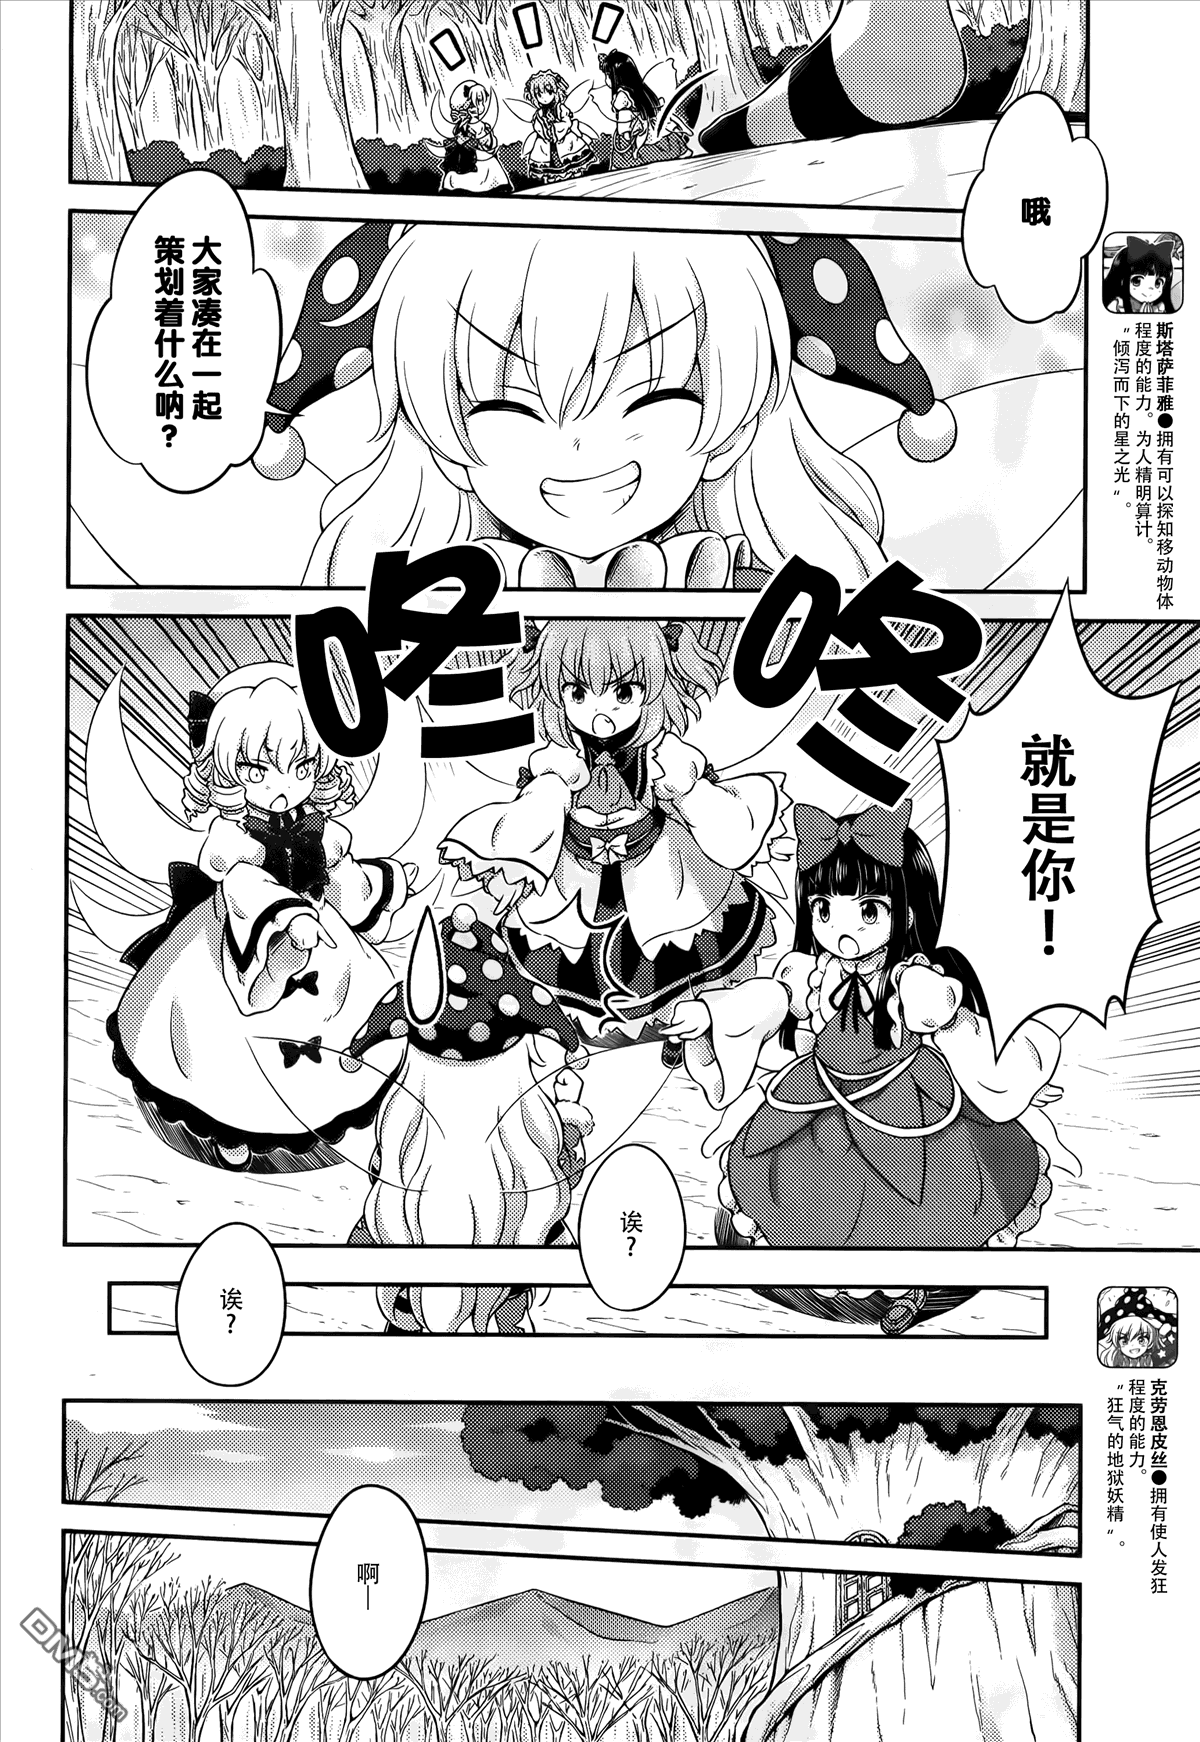 哦
大家凑在一起
策划着什么呐？
斯塔萨菲雅●拥有可以探知移动物体
程度的能力。为人精明算计。
“倾泻而下的星之光”。
咚
咚
就是你！
诶？
诶？
克劳恩皮丝●拥有使人发狂
程度的能力。
“狂气的地狱妖精”。
啊—
DM5.com